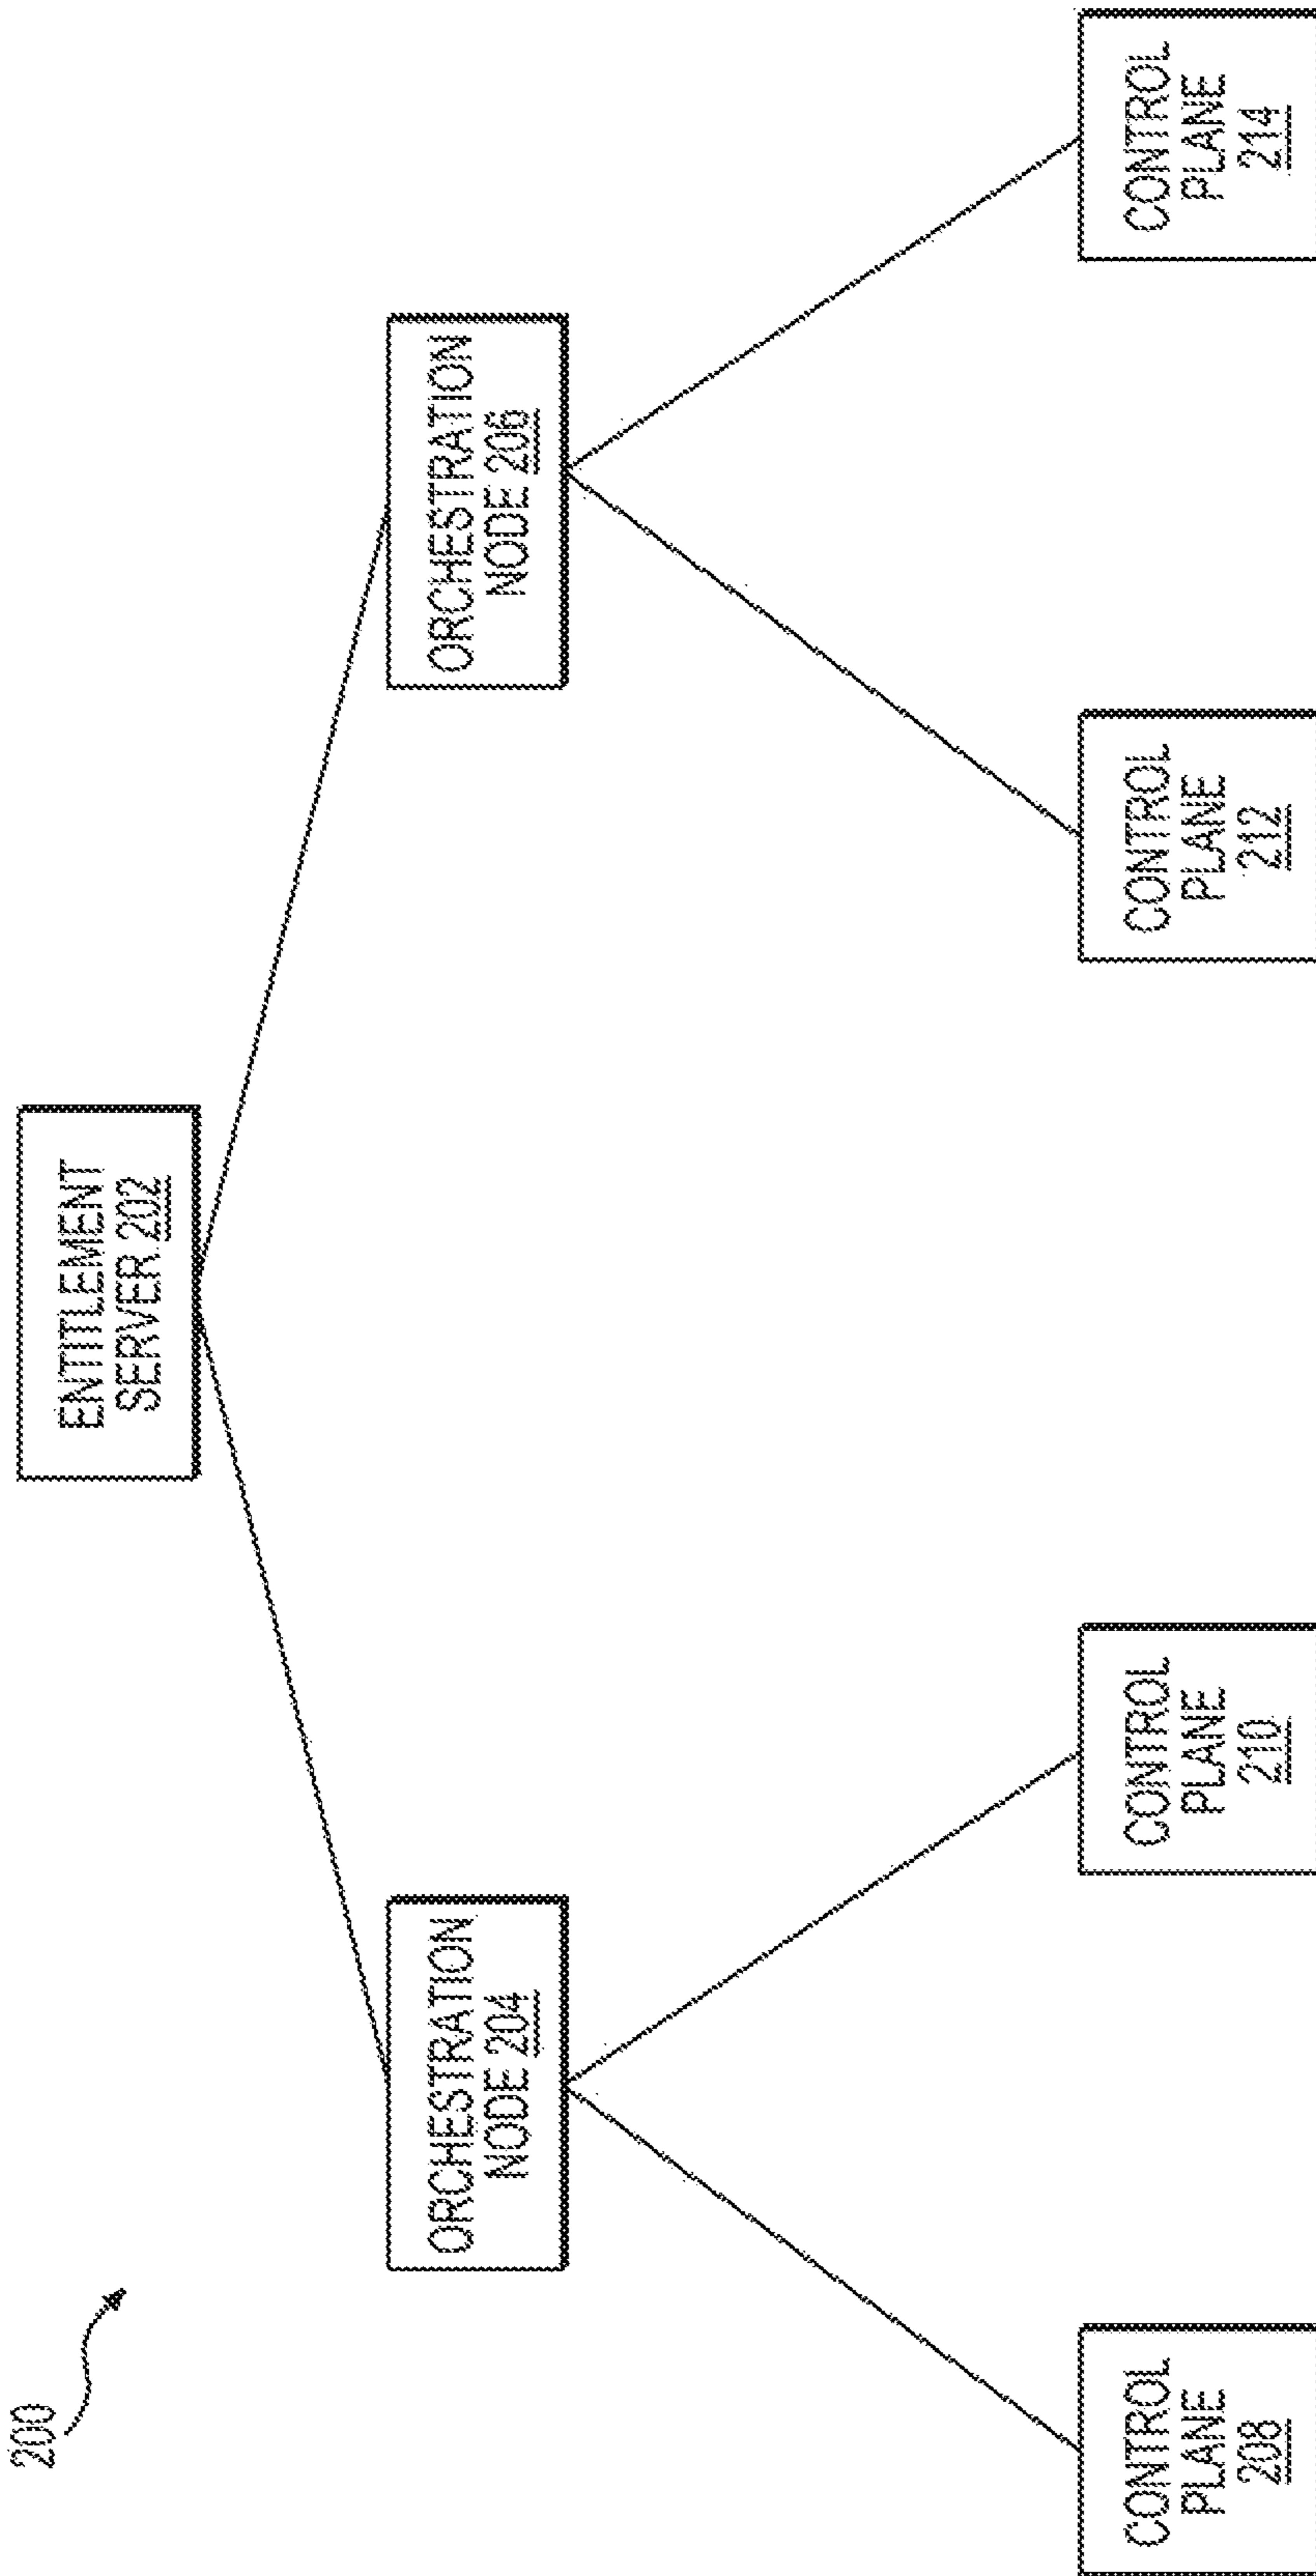 200
ENTITLEMENT
SERVER 202
ORCHESTRATION
NODE 204
ORCHESTRATION
NODE 206
CONTROL
PLANE
208
CONTROL
PLANE
210
CONTROL
PLANE
212
CONTROL
PLANE
214